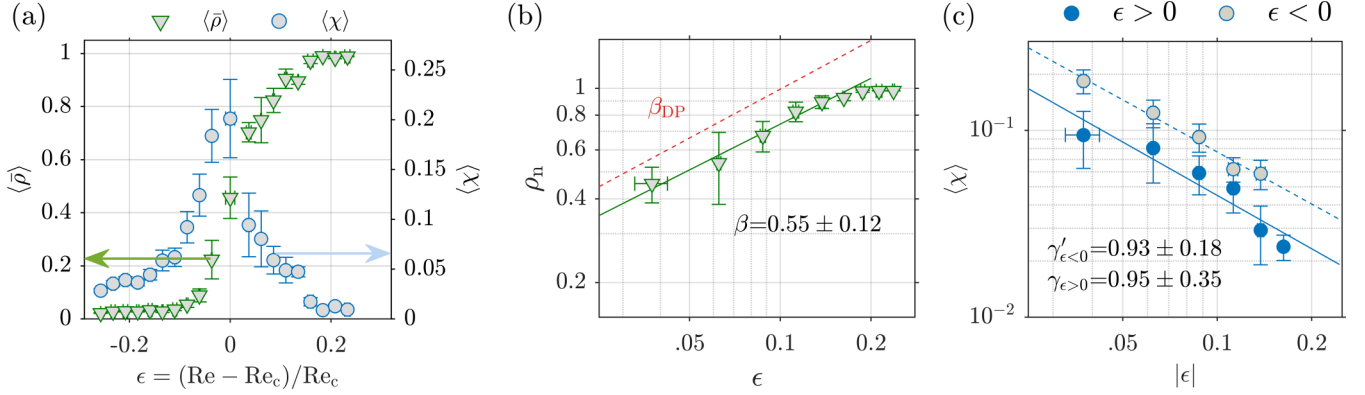 (a) ⟨ρ̄⟩ ⟨χ⟩
1
0.8
0.6
0.4
0.2
0
⟨ρ̄⟩
0.25
0.2
0.15
0.1
0.05
0
⟨χ⟩
-0.2 0 0.2
ϵ = (Re − Re_c)/Re_c
(b)
1
0.8
0.6
0.4
0.2
ρ_n
β_DP
β=0.55 ± 0.12
.05 0.1 0.2
ϵ
(c) ϵ > 0 ϵ < 0
10^{-1}
10^{-2}
⟨χ⟩
γ′_{ϵ<0}=0.93 ± 0.18
γ_{ϵ>0}=0.95 ± 0.35
0.05 0.1 0.2
|ϵ|